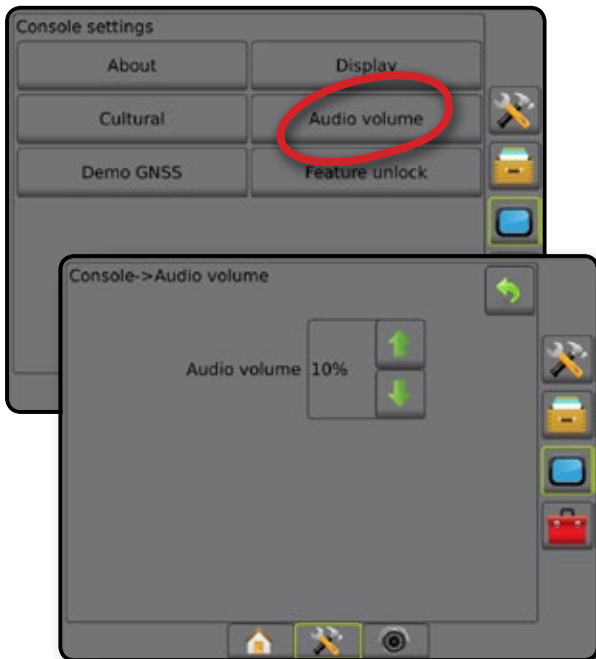 Console settings
About
Display
Cultural
Audio volume
Demo GNSS
Feature unlock
Console->Audio volume
Audio volume 10%